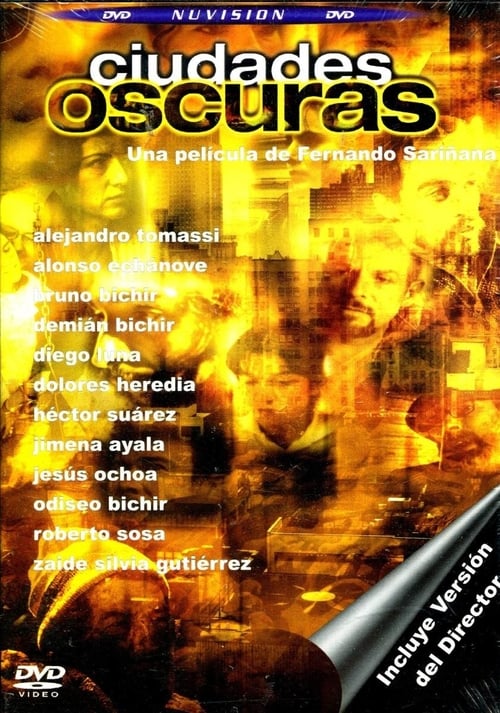 DVD NUVISION DVD
ciudades
oscuras
Una película de Fernando Sariñana
alejandro tomassi
alonso echánove
bruno bichir
demián bichir
diego luna
dolores heredia
héctor suárez
jimena ayala
jesús ochoa
odiseo bichir
roberto sosa
zaide silvia gutiérrez
Incluye Versión
del Director
DVD
VIDEO